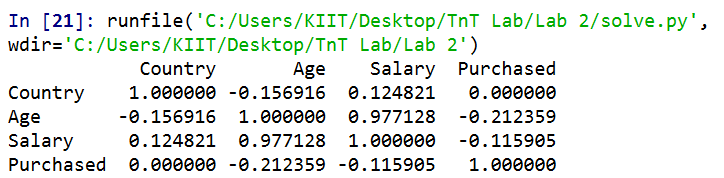 In [21]: runfile('C:/Users/KIIT/Desktop/TnT Lab/Lab 2/solve.py',
wdir='C:/Users/KIIT/Desktop/TnT Lab/Lab 2')
Country Age Salary Purchased
Country 1.000000 -0.156916 0.124821 0.000000
Age -0.156916 1.000000 0.977128 -0.212359
Salary 0.124821 0.977128 1.000000 -0.115905
Purchased 0.000000 -0.212359 -0.115905 1.000000